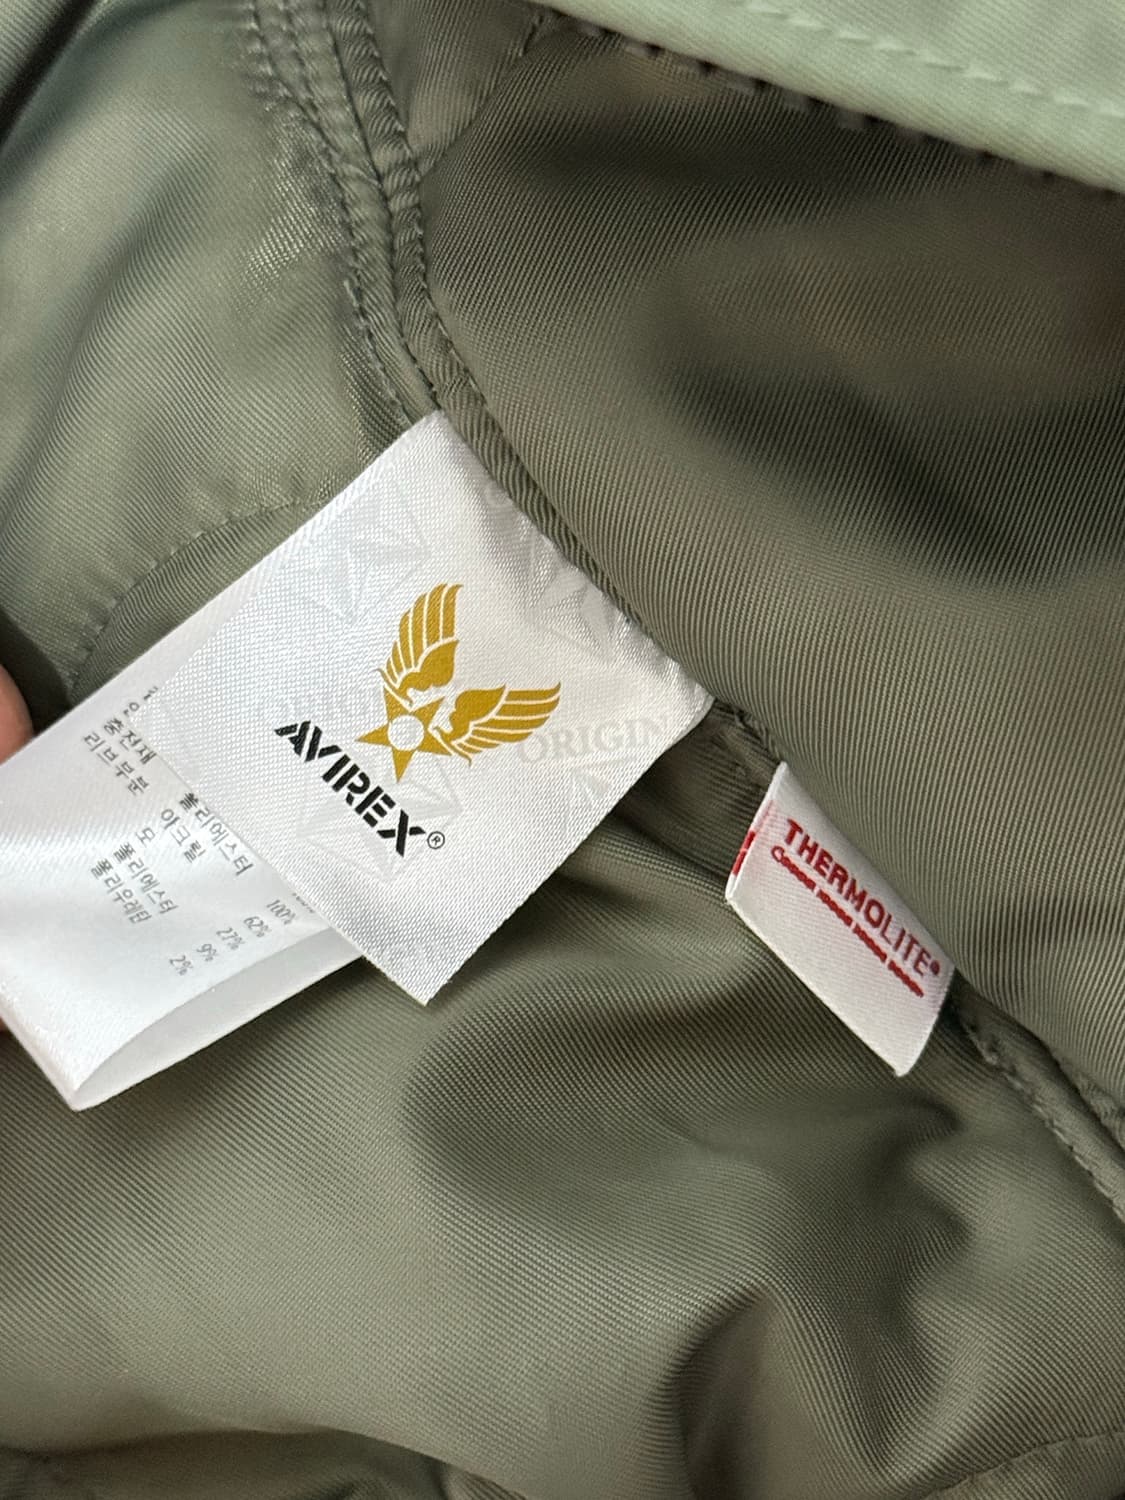 충전재 폴리에스터 100%
리브부분 아크릴 62%
모 27%
폴리에스터 9%
폴리우레탄 2%
AVIREX®
ORIGIN
THERMOLITE®